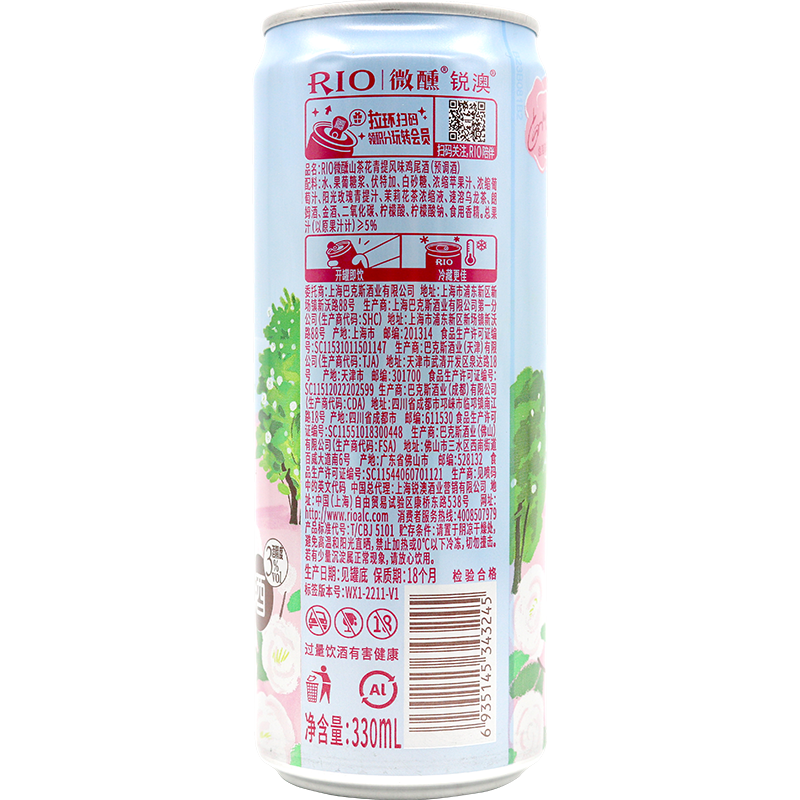 RIO|微醺® 锐澳®
拉环扫码
领积分玩转会员
扫码关注,RIO陪伴
品名:RIO微醺山茶花青提风味鸡尾酒(预调酒)
配料:水、果葡糖浆、伏特加、白砂糖、浓缩苹果汁、浓缩葡
萄汁、阳光玫瑰青提汁、茉莉花茶浓缩液、速溶乌龙茶、朗
姆酒、金酒、二氧化碳、柠檬酸、柠檬酸钠、食用香精。总果
汁(以原果汁计)≥5%
RIO
开罐即饮
冷藏更佳
委托商:上海巴克斯酒业有限公司 地址:上海市浦东新区新
场镇新沃路88号 生产商:上海巴克斯酒业有限公司第一分
公司(生产商代码:SHC) 地址:上海市浦东新区新场镇新沃
路88号 产地:上海市 邮编:201314 食品生产许可证编
号:SC11531011501147 生产商:巴克斯酒业(天津)有限
公司(生产商代码:TJA) 地址:天津市武清开发区泉达路18
号 产地:天津市 邮编:301700 食品生产许可证编号:
SC11512022202599 生产商:巴克斯酒业(成都)有限公司
(生产商代码:CDA) 地址:四川省成都市邛崃市临邛镇南江
路18号 产地:四川省成都市 邮编:611530 食品生产许可
证编号:SC11551018300448 生产商:巴克斯酒业(佛山)
有限公司(生产商代码:FSA) 地址:佛山市三水区西南街道
百威大道南6号 产地:广东省佛山市 邮编:528132 食
品生产许可证编号:SC11544060701121 生产商:见喷码
中的英文代码 中国总代理:上海锐澳酒业营销有限公司 地
址:中国(上海)自由贸易试验区康桥东路538号 网址:
http://www.rioalc.com 消费者服务热线:4008507979
产品标准代号:T/CBJ 5101 贮存条件:请置于阴凉干燥处,
避免高温和阳光直晒,禁止加热或0℃以下冷冻,切勿撞击。
若有少量沉淀属正常现象,请放心饮用。
生产日期:见罐底 保质期:18个月 检验合格
标签版本号:WX1-2211-V1
3%
vol
酒
18
过量饮酒有害健康
Al
净含量:330mL
6935145343245